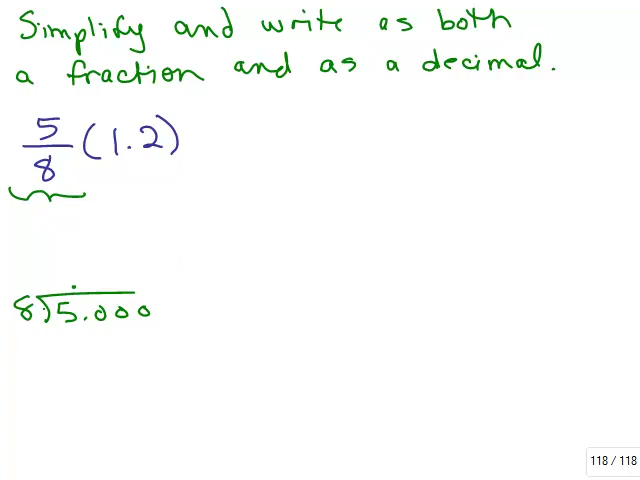 Simplify and write as both
a fraction and as a decimal.
5/8 (1.2)
8)5.000
118 / 118